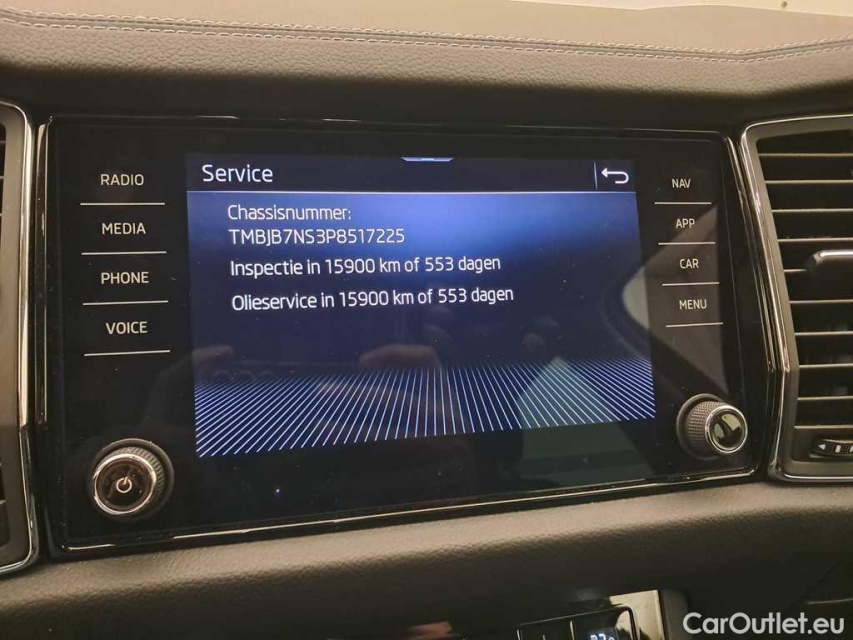 Service
RADIO
MEDIA
PHONE
VOICE
Chassisnummer:
TMBJB7NS3P8517225
Inspectie in 15900 km of 553 dagen
Olieservice in 15900 km of 553 dagen
NAV
APP
CAR
MENU
CarOutlet.eu